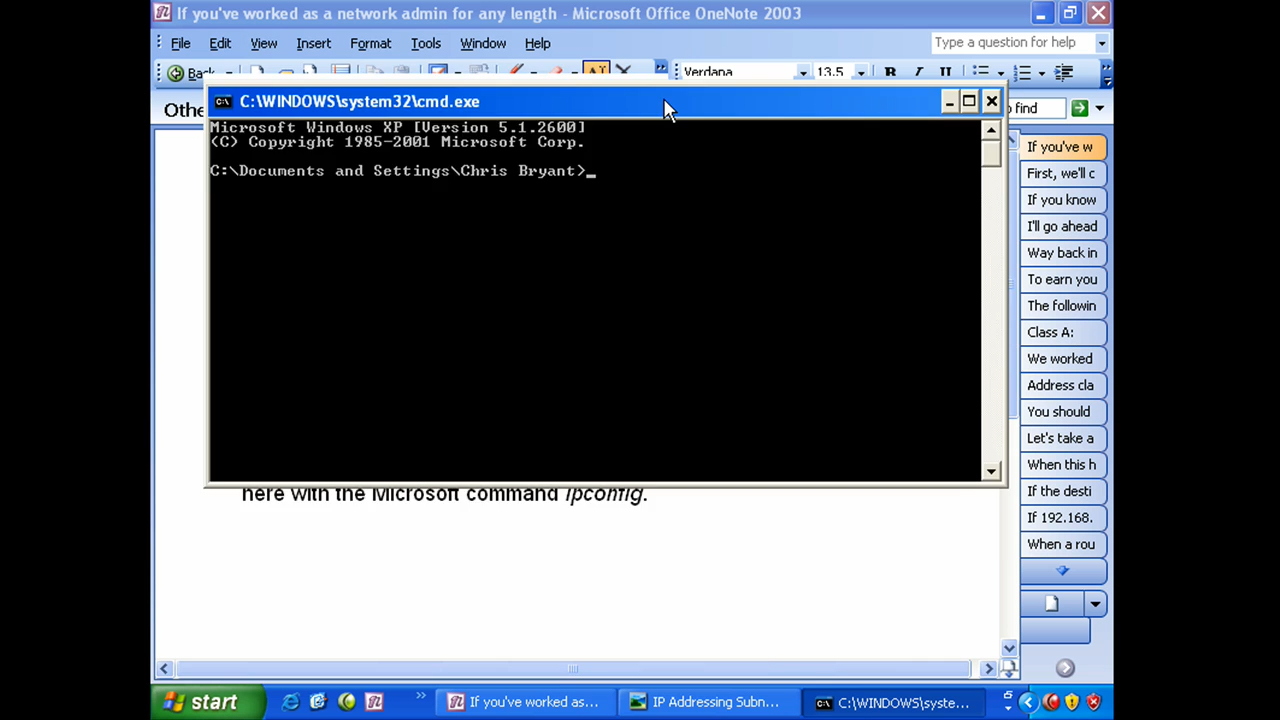 If you've worked as a network admin for any length - Microsoft Office OneNote 2003
File Edit View Insert Format Tools Window Help
Type a question for help
Back
Verdana 13.5 B I U
Othe
o find
C:\WINDOWS\system32\cmd.exe
Microsoft Windows XP [Version 5.1.2600]
(C) Copyright 1985-2001 Microsoft Corp.
C:\Documents and Settings\Chris Bryant>_
here with the Microsoft command ipconfig.
If you've w
First, we'll c
If you know
I'll go ahead
Way back in
To earn you
The followin
Class A:
We worked
Address cla
You should
Let's take a
When this h
If the desti
If 192.168.
When a rou
start
If you've worked as...
IP Addressing Subn...
C:\WINDOWS\syste...